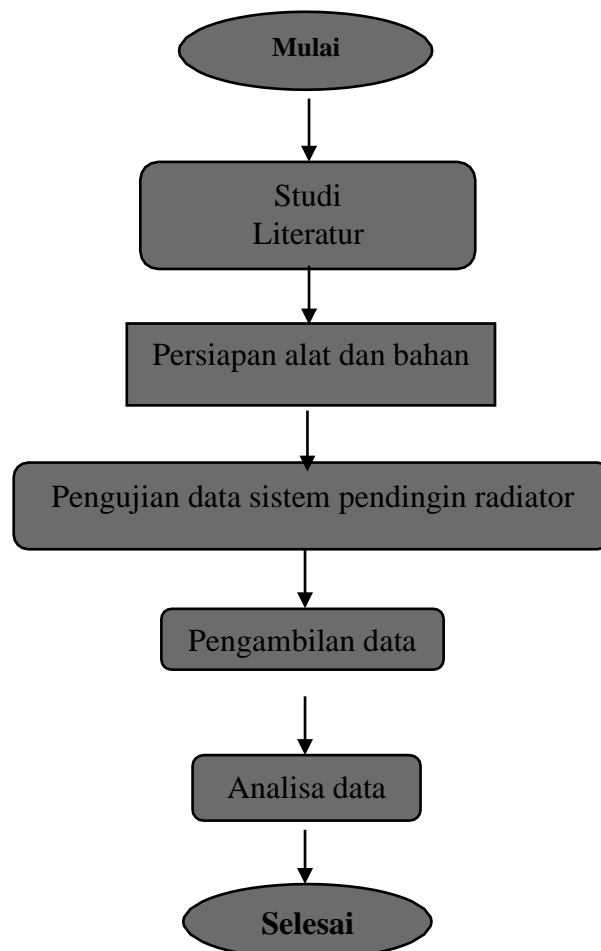 Mulai
Studi
Literatur
Persiapan alat dan bahan
Pengujian data sistem pendingin radiator
Pengambilan data
Analisa data
Selesai